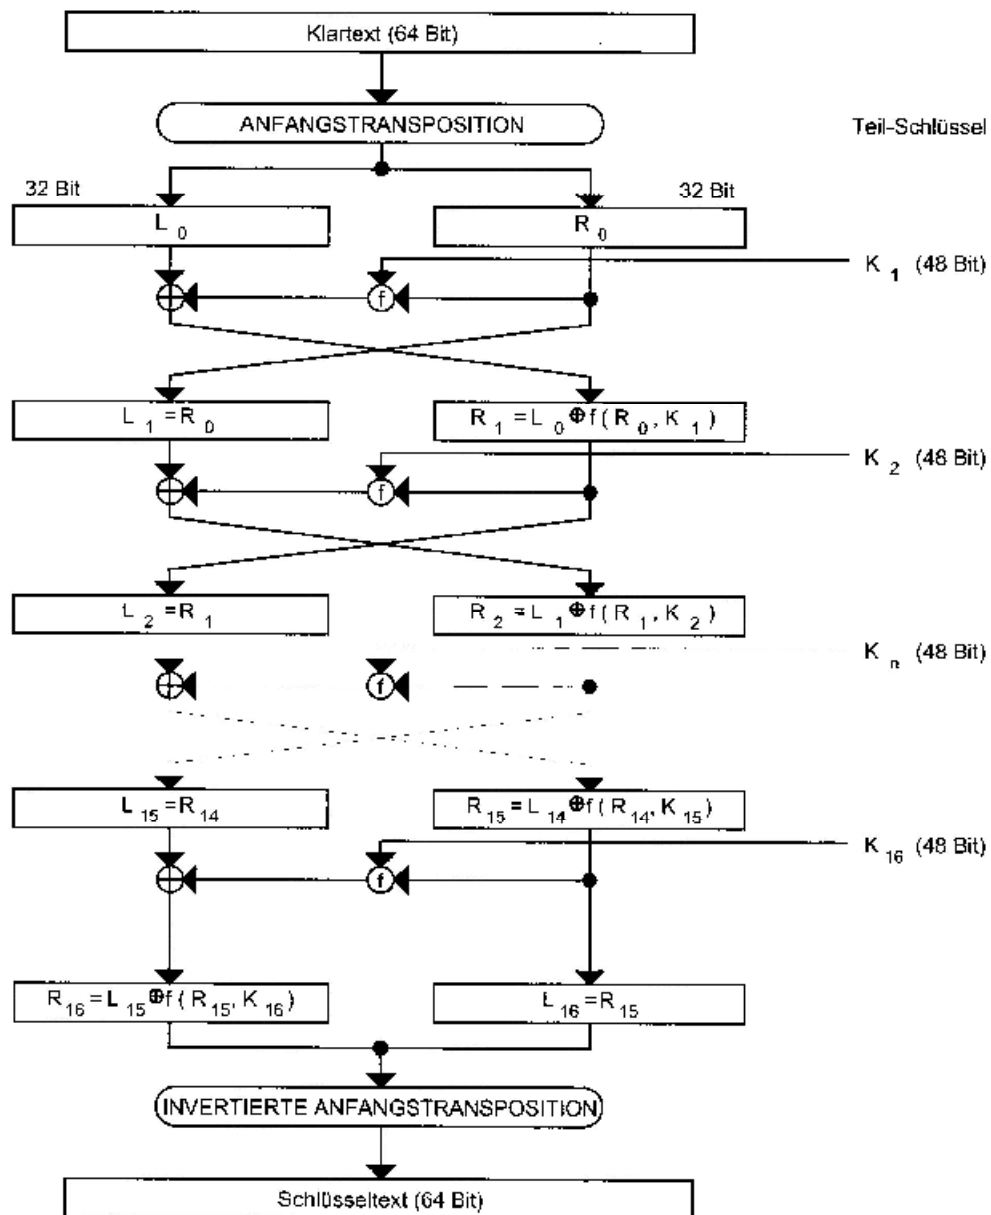 Klartext (64 Bit)
ANFANGSTRANSPOSITION
Teil-Schlüssel
32 Bit
32 Bit
L 0
R 0
K 1 (48 Bit)
f
L 1 = R 0
R 1 = L 0 ⊕ f ( R 0 , K 1 )
K 2 (48 Bit)
f
L 2 = R 1
R 2 = L 1 ⊕ f ( R 1 , K 2 )
K n (48 Bit)
f
L 15 = R 14
R 15 = L 14 ⊕ f ( R 14 , K 15 )
K 16 (48 Bit)
f
R 16 = L 15 ⊕ f ( R 15 , K 16 )
L 16 = R 15
INVERTIERTE ANFANGSTRANSPOSITION
Schlüsseltext (64 Bit)